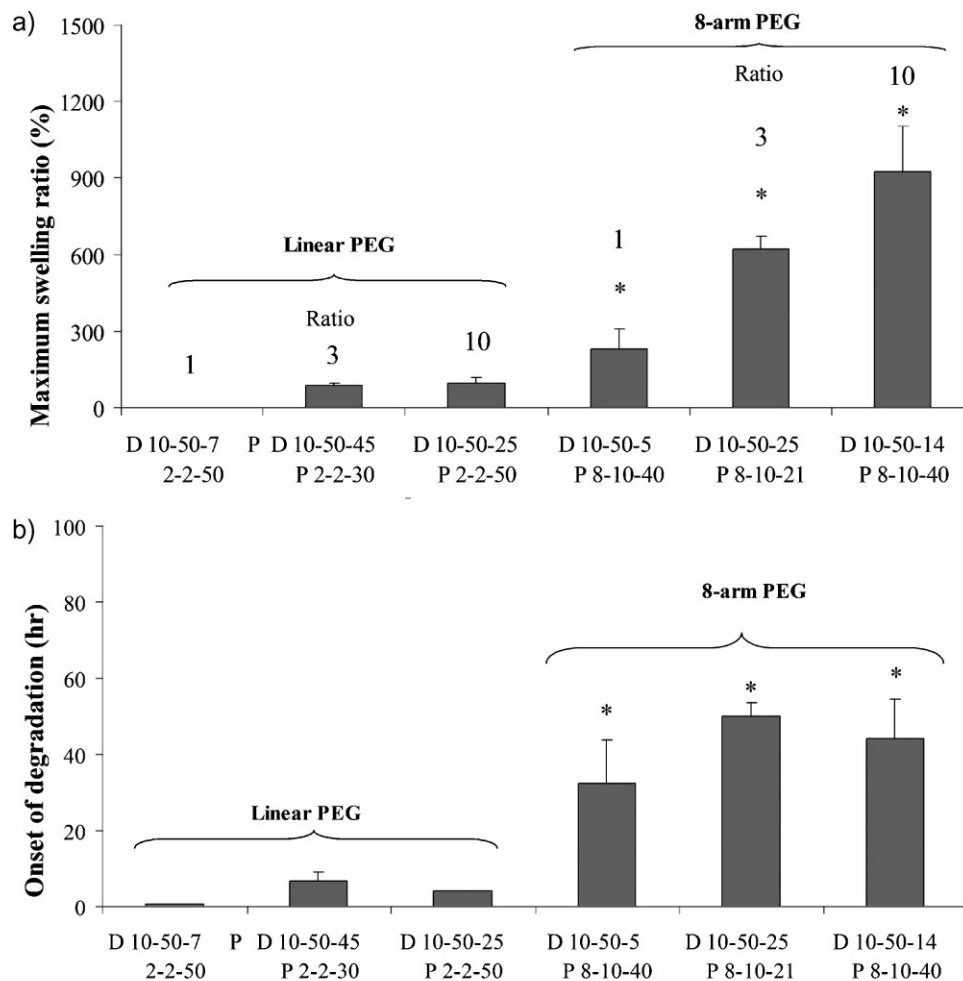 a)
8-arm PEG
1500
Ratio
10
*
1200
3
*
900
Linear PEG
1
*
600
Ratio
300
1
3
10
0
Maximum swelling ratio (%)
D 10-50-7 P D 10-50-45 D 10-50-25 D 10-50-5 D 10-50-25 D 10-50-14
2-2-50 P 2-2-30 P 2-2-50 P 8-10-40 P 8-10-21 P 8-10-40
b)
100
8-arm PEG
80
60
*
*
*
40
Linear PEG
20
0
Onset of degradation (hr)
D 10-50-7 P D 10-50-45 D 10-50-25 D 10-50-5 D 10-50-25 D 10-50-14
2-2-50 P 2-2-30 P 2-2-50 P 8-10-40 P 8-10-21 P 8-10-40